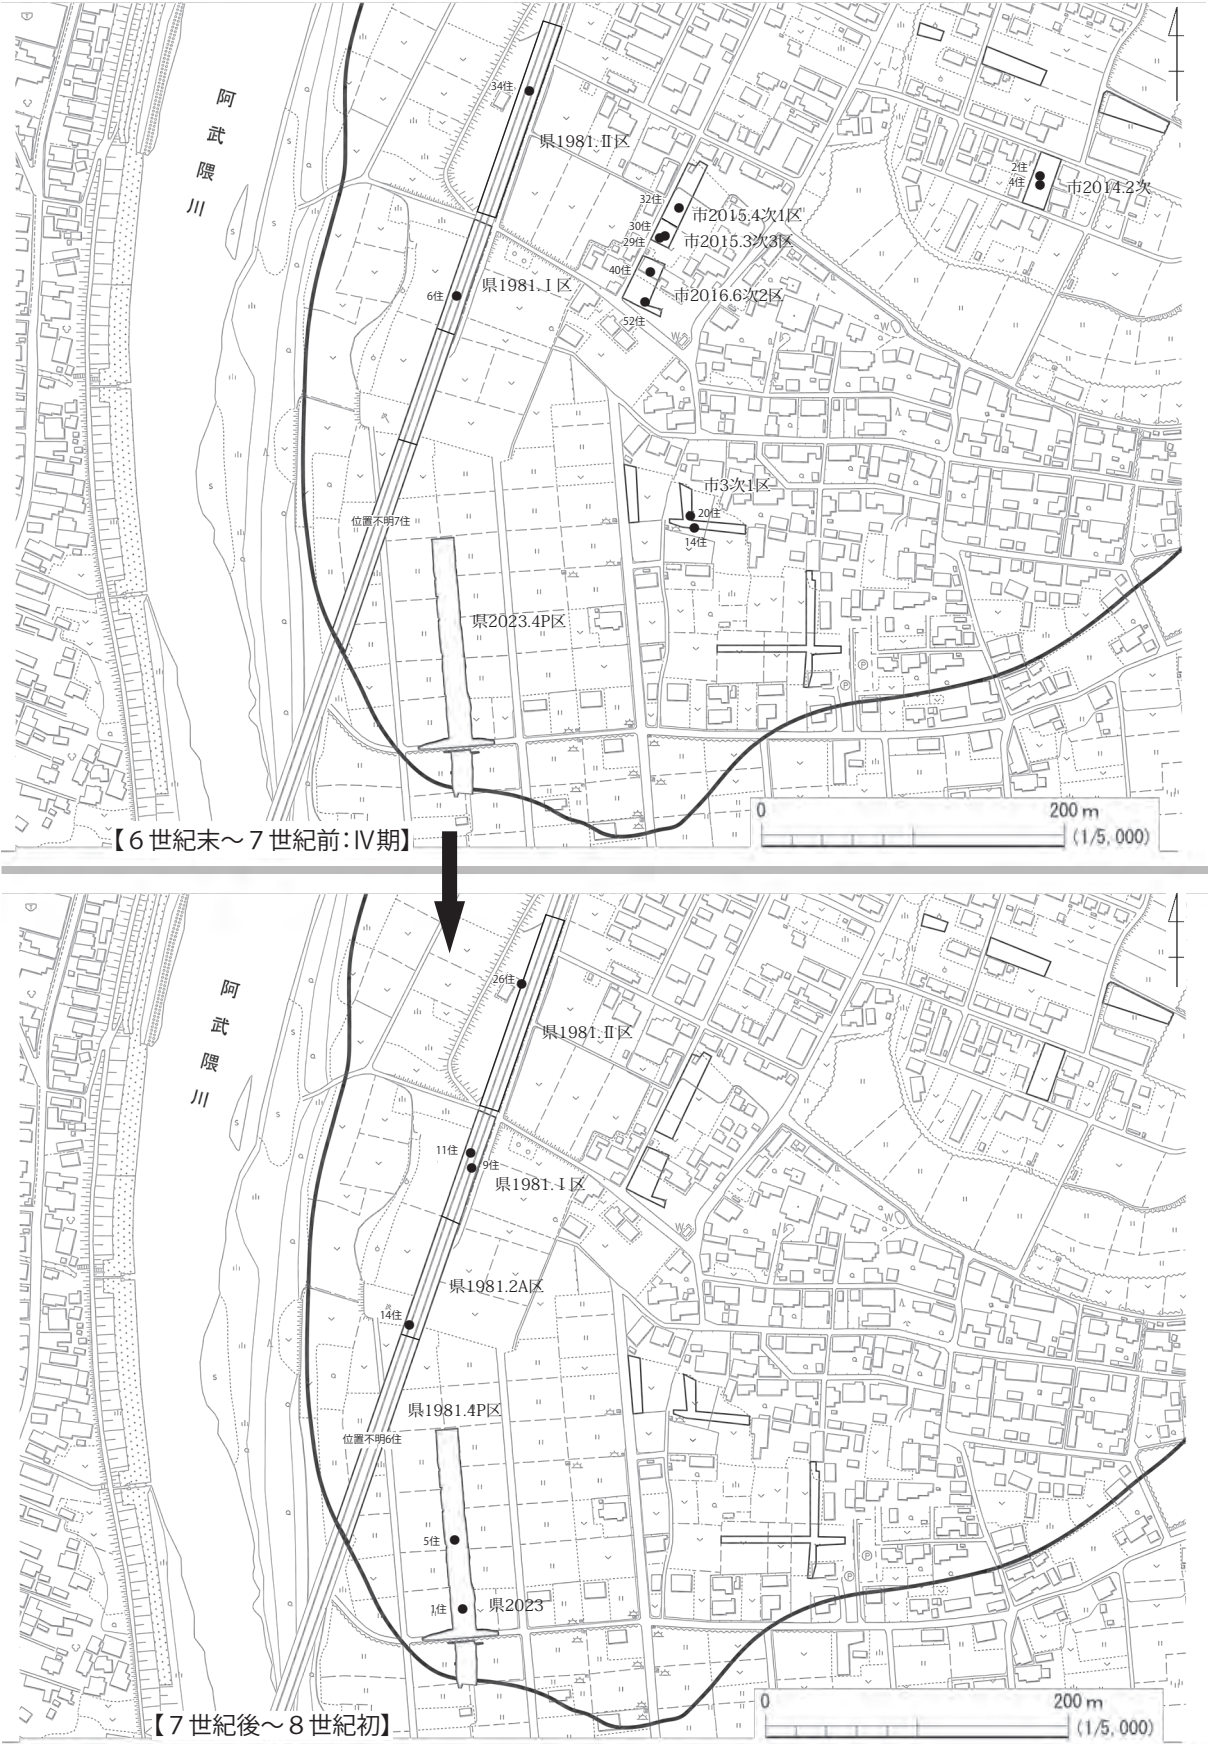 阿武隈川
34住
県1981.Ⅱ区
2住
4住
市2014.2次
32住
市2015.4次1区
30住
29住
市2015.3次3区
40住
6住
県1981.Ⅰ区
市2016.6次2区
52住
W
W
市3次1区
20住
位置不明7住
14住
県2023.4P区
P
P
0 200m
(1/5,000)
【６世紀末～７世紀前:Ⅳ期】
阿武隈川
26住
県1981.Ⅱ区
11住
9住
県1981.Ⅰ区
W
W
県1981.2A区
14住
県1981.4P区
位置不明6住
5住
P
P
1住
県2023
0 200m
(1/5,000)
【７世紀後～８世紀初】